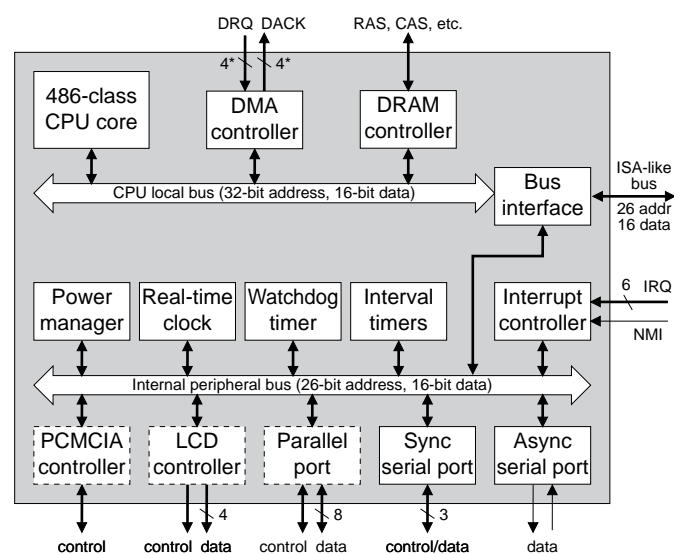 DRQ DACK
RAS, CAS, etc.
4*
4*
486-class
CPU core
DMA
controller
DRAM
controller
CPU local bus (32-bit address, 16-bit data)
Bus
interface
ISA-like
bus
26 addr
16 data
Power
manager
Real-time
clock
Watchdog
timer
Interval
timers
Interrupt
controller
6 IRQ
NMI
Internal peripheral bus (26-bit address, 16-bit data)
PCMCIA
controller
LCD
controller
Parallel
port
Sync
serial port
Async
serial port
4
8
3
control
control data
control data
control/data
data